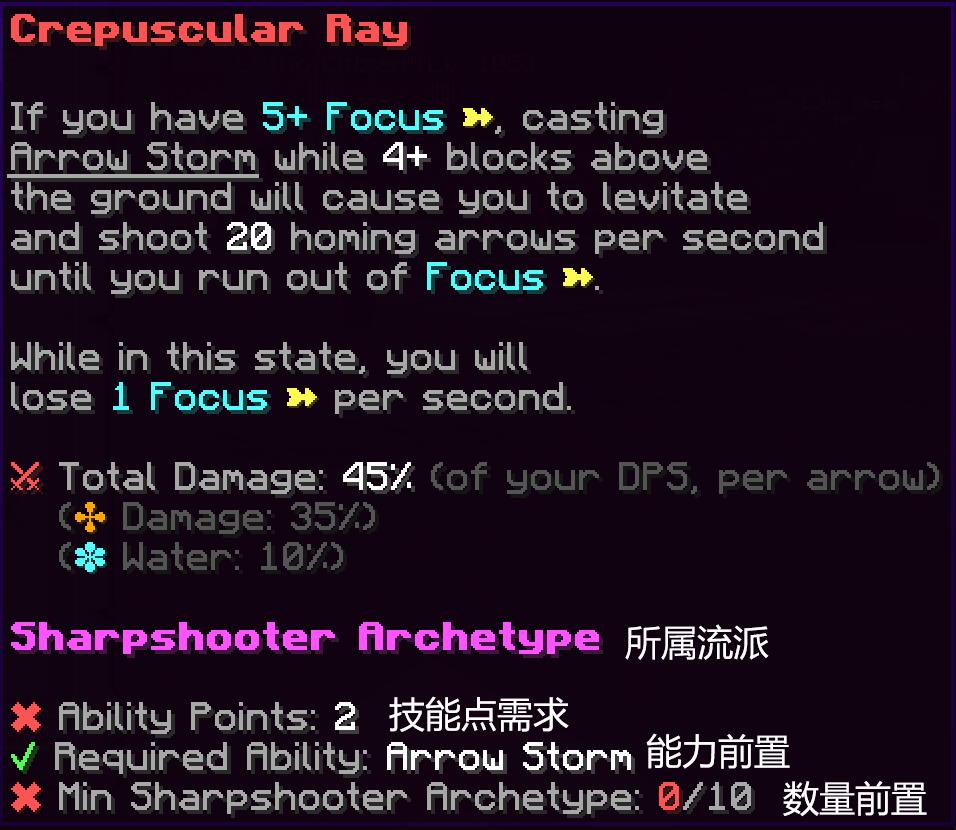 Crepuscular Ray
If you have 5+ Focus, casting
Arrow Storm while 4+ blocks above
the ground will cause you to levitate
and shoot 20 homing arrows per second
until you run out of Focus.
While in this state, you will
lose 1 Focus per second.
Total Damage: 45% (of your DPS, per arrow)
(Damage: 35%)
(Water: 10%)
Sharpshooter Archetype 所属流派
Ability Points: 2 技能点需求
Required Ability: Arrow Storm 能力前置
Min Sharpshooter Archetype: 0/10 数量前置